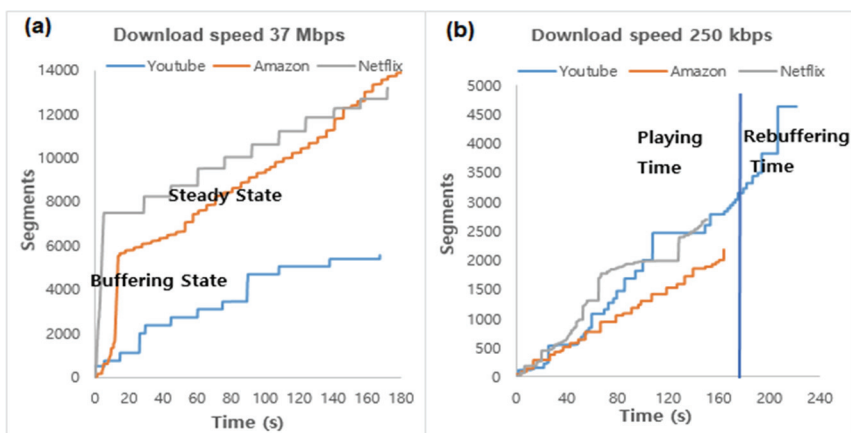 (a)
Download speed 37 Mbps
Youtube Amazon Netflix
14000
12000
10000
8000
6000
4000
2000
0
Segments
Steady State
Buffering State
0 20 40 60 80 100 120 140 160 180
Time (s)
(b)
Download speed 250 kbps
Youtube Amazon Netflix
5000
4500
4000
3500
3000
2500
2000
1500
1000
500
0
Segments
Playing Time
Rebuffering Time
0 40 80 120 160 200 240
Time (s)